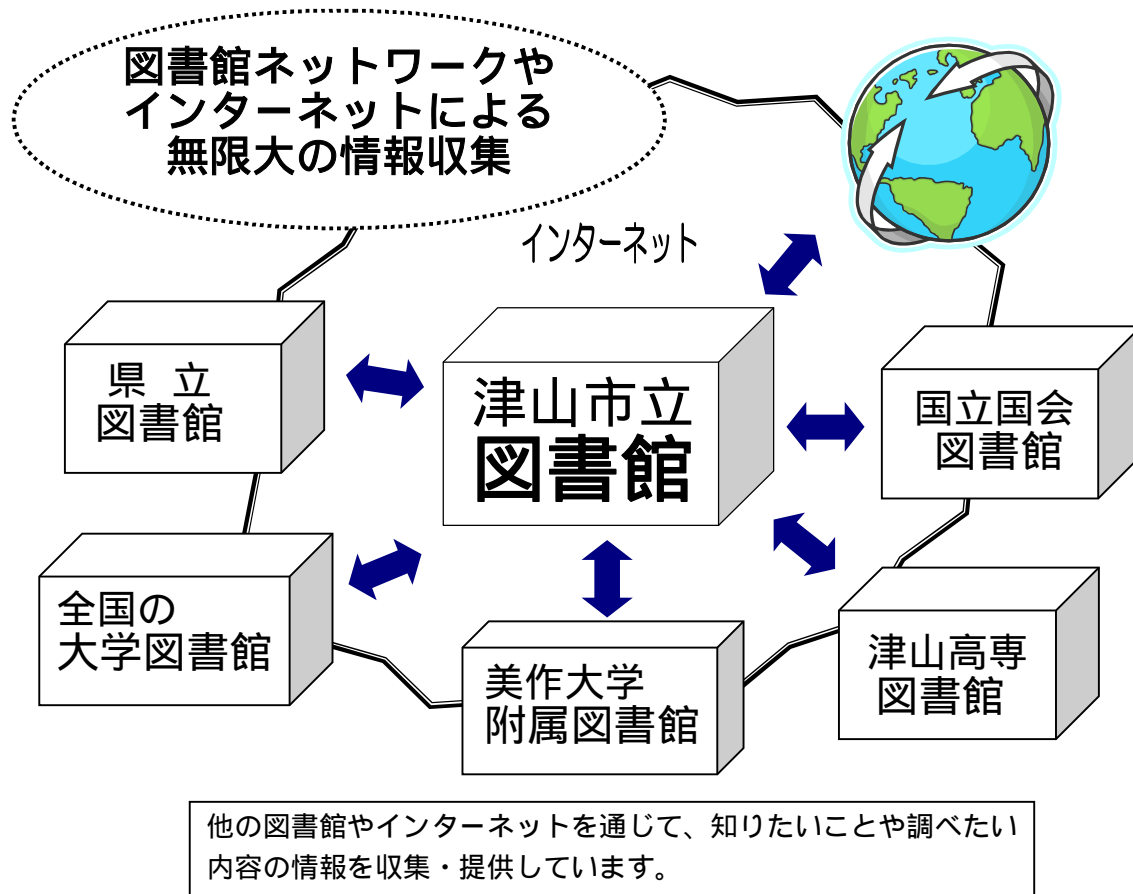 図書館ネットワークや
インターネットによる
無限大の情報収集
インターネット
県 立
図書館
津山市立
図書館
国立国会
図書館
全国の
大学図書館
美作大学
附属図書館
津山高専
図書館
他の図書館やインターネットを通じて、知りたいことや調べたい
内容の情報を収集・提供しています。